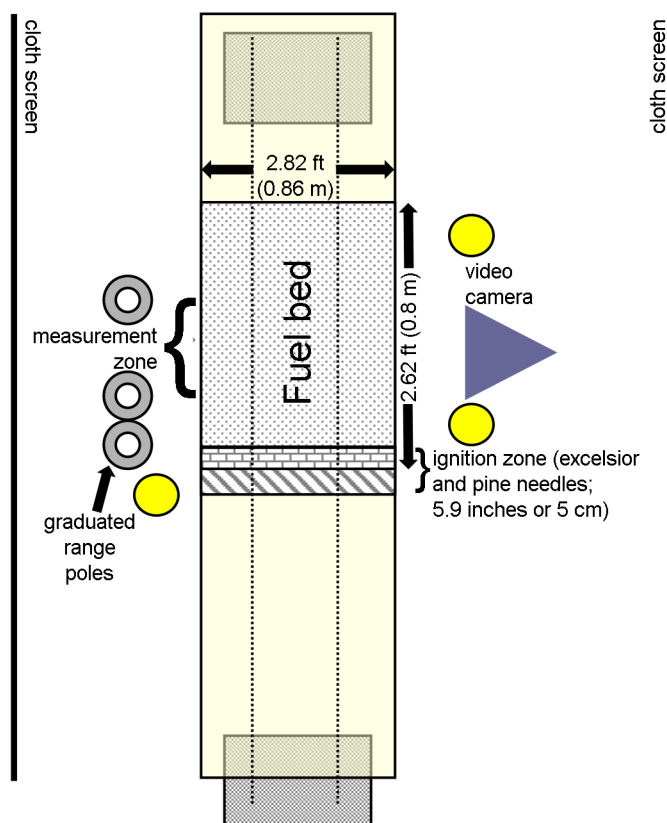 cloth screen
cloth screen
2.82 ft
(0.86 m)
Fuel bed
2.62 ft (0.8 m)
video
camera
measurement
zone
ignition zone (excelsior
and pine needles;
5.9 inches or 5 cm)
graduated
range
poles